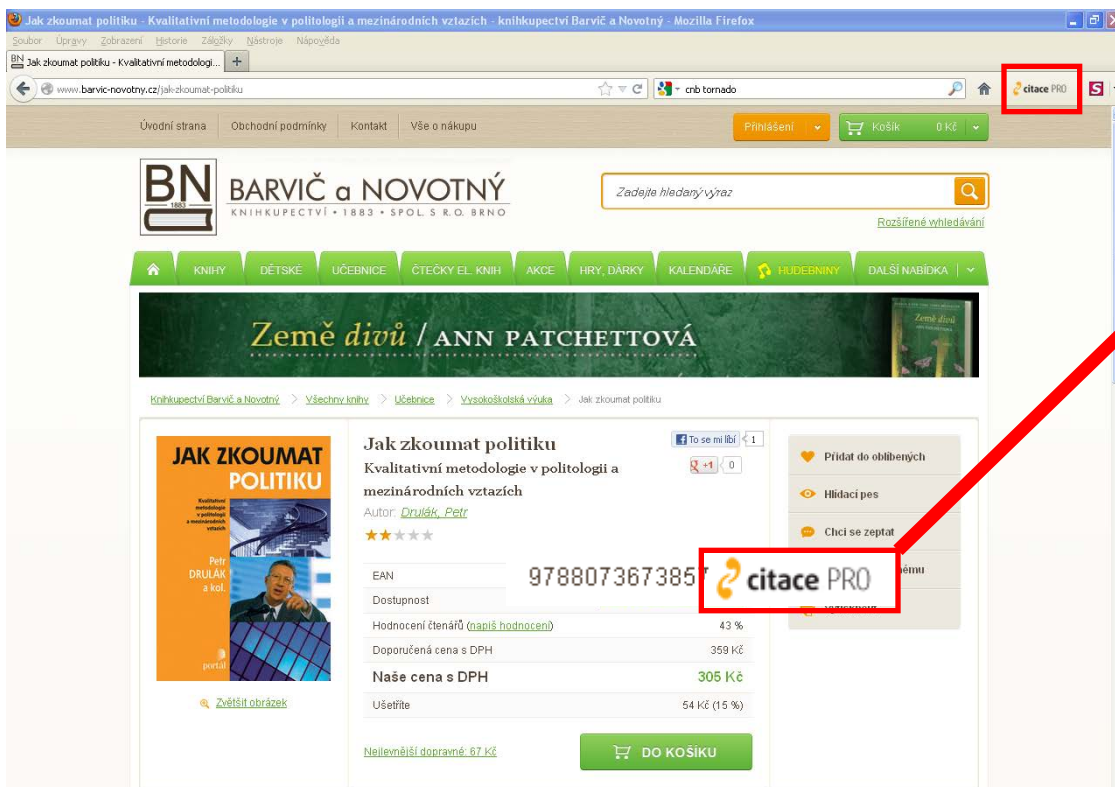 Jak zkoumat politiku - Kvalitativní metodologie v politologii a mezinárodních vztazích - knihkupectví Barvič a Novotný - Mozilla Firefox
Soubor Úpravy Zobrazení Historie Záložky Nástroje Nápověda
BN Jak zkoumat politiku - Kvalitativní metodologi... +
www.barvic-novotny.cz/jak-zkoumat-politiku
cnb tornado
citace PRO
S
Úvodní strana Obchodní podmínky Kontakt Vše o nákupu
Přihlášení
Košík 0 Kč
BN
1883
BARVIČ a NOVOTNÝ
KNIHKUPECTVÍ • 1883 • SPOL. S R.O. BRNO
Zadejte hledaný výraz
Rozšířené vyhledávání
KNIHY DĚTSKÉ UČEBNICE ČTEČKY EL. KNIH AKCE HRY, DÁRKY KALENDÁŘE HUDEBNINY DALŠÍ NABÍDKA
Země divů / ANN PATCHETTOVÁ
Země divů
Knihkupectví Barvič a Novotný > Všechny knihy > Učebnice > Vysokoškolská výuka > Jak zkoumat politiku
JAK ZKOUMAT
POLITIKU
Kvalitativní
metodologie
v politologii
a mezinárodních
vztazích
Petr
DRULÁK
a kol.
portál
Zvětšit obrázek
Jak zkoumat politiku
Kvalitativní metodologie v politologii a
mezinárodních vztazích
Autor: Drulák, Petr
To se mi líbí 1
+1 0
EAN 9788073673857
citace PRO
Dostupnost
Hodnocení čtenářů (napiš hodnocení) 43 %
Doporučená cena s DPH 359 Kč
Naše cena s DPH 305 Kč
Ušetříte 54 Kč (15 %)
Nejlevnější dopravné: 67 Kč
DO KOŠÍKU
Přidat do oblíbených
Hlídací pes
Chci se zeptat